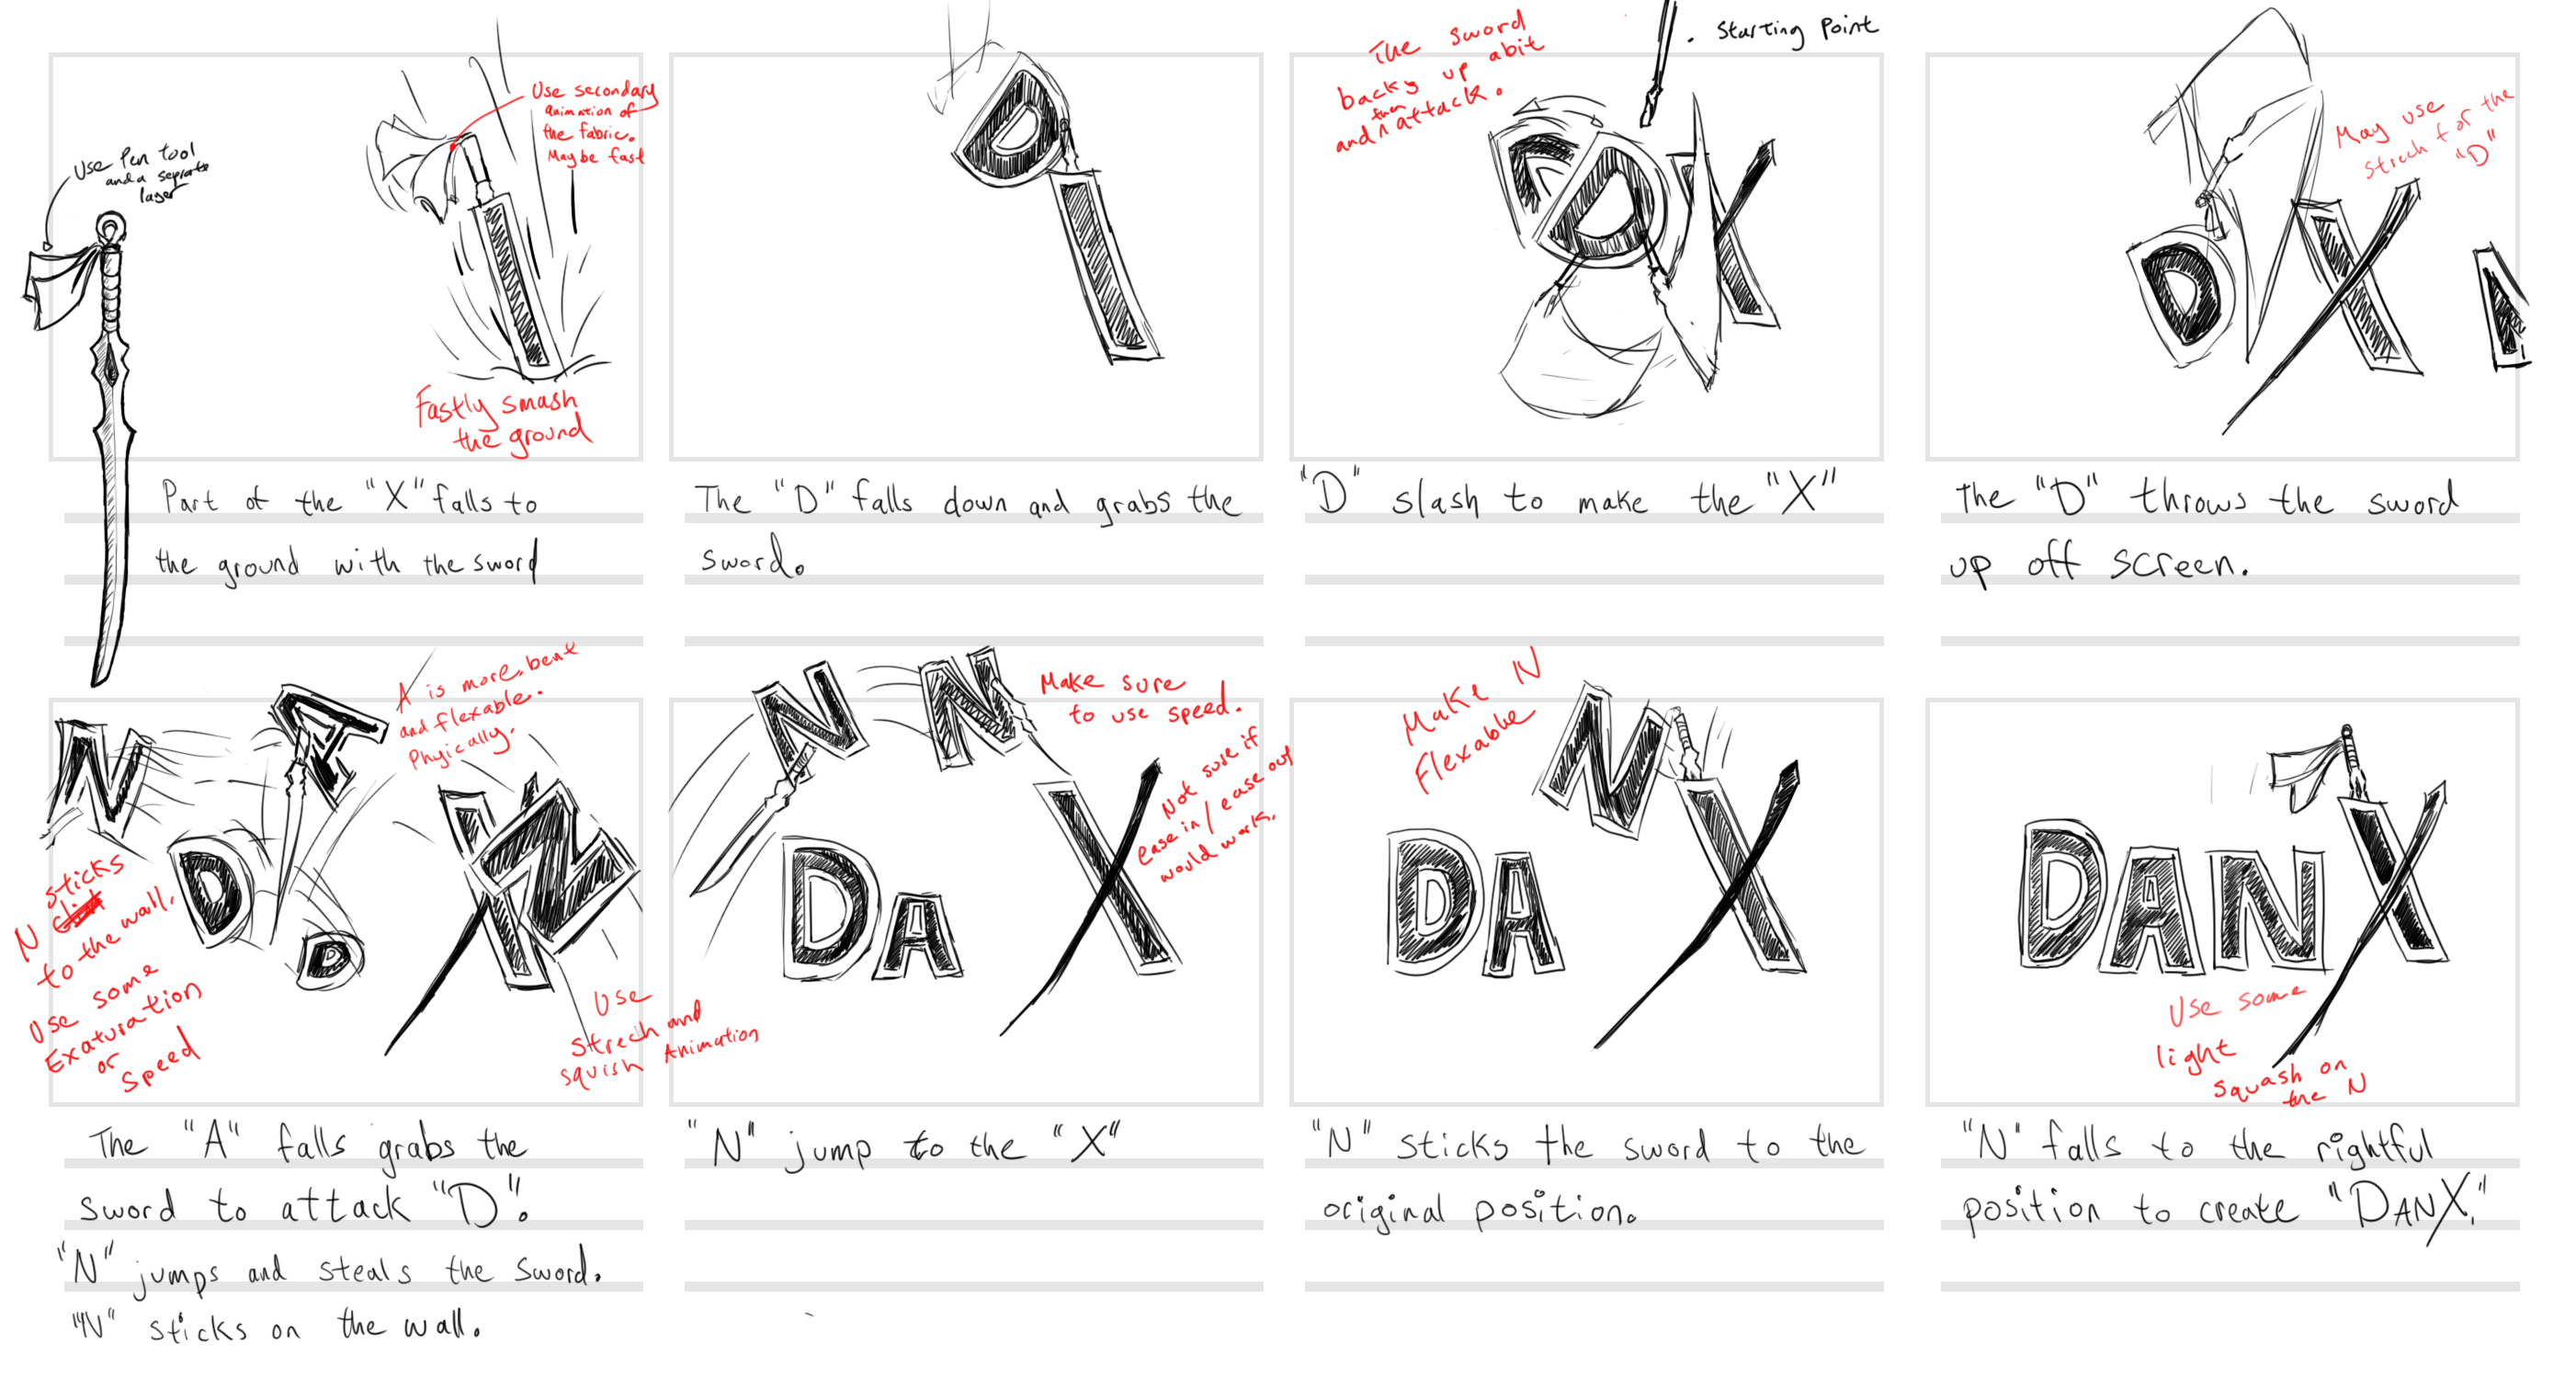 Use Pen tool
and a seprate
layer
Use secondary
animation of
the fabric.
Maybe fast
Fastly smash
the ground
Part of the "X" falls to
the ground with the sword
The "D" falls down and grabs the
sword.
The sword
backs up abit
and then attack.
. Starting Point
"D" slash to make the "X"
May use
strech for the
"D"
The "D" throws the sword
up off screen.
A is more bent
and flexable
Phyically.
N sticks
to the wall.
Use some
Exaturation
or
Speed
Use
Strech and
squish Animation
The "A" falls grabs the
sword to attack "D".
"N" jumps and steals the sword.
"N" sticks on the wall.
Make sure
to use speed.
Not sure if
ease in/ease out
would work.
"N" jump to the "X"
Make N
Flexable
"N" sticks the sword to the
original position.
Use some
light
squash on
the N
"N" falls to the rightful
position to create "DANX."
D
D
D
X
D
X
N
N
A
D
D
X
N
N
N
DA
X
N
DA
X
DANX